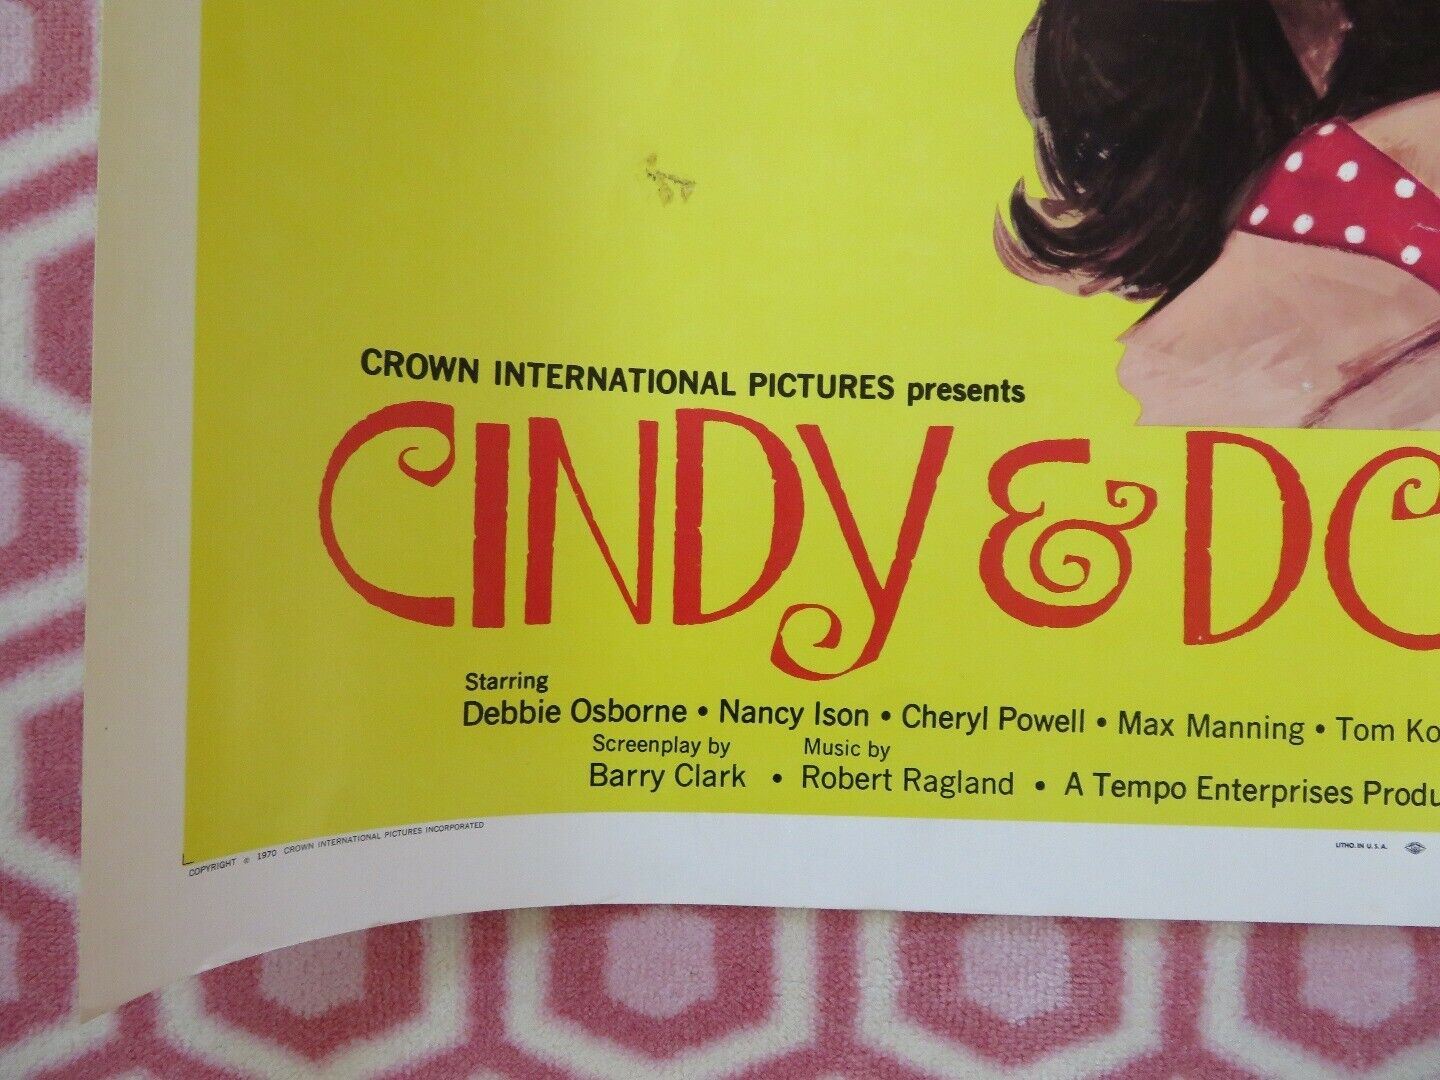 CROWN INTERNATIONAL PICTURES presents
CINDY & DO
Starring
Debbie Osborne • Nancy Ison • Cheryl Powell • Max Manning • Tom Ko
Screenplay by Music by
Barry Clark • Robert Ragland • A Tempo Enterprises Produ
COPYRIGHT © 1970 CROWN INTERNATIONAL PICTURES INCORPORATED
LITHO. IN U.S.A.